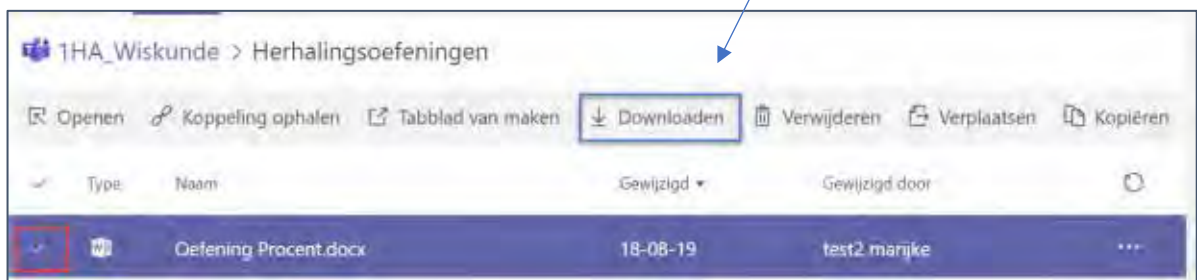 1HA_Wiskunde > Herhalingsoefeningen
Openen Koppeling ophalen Tabblad van maken Downloaden Verwijderen Verplaatsen Kopiëren
Type Naam Gewijzigd Gewijzigd door
Oefening Procent.docx 18-08-19 test2 marijke